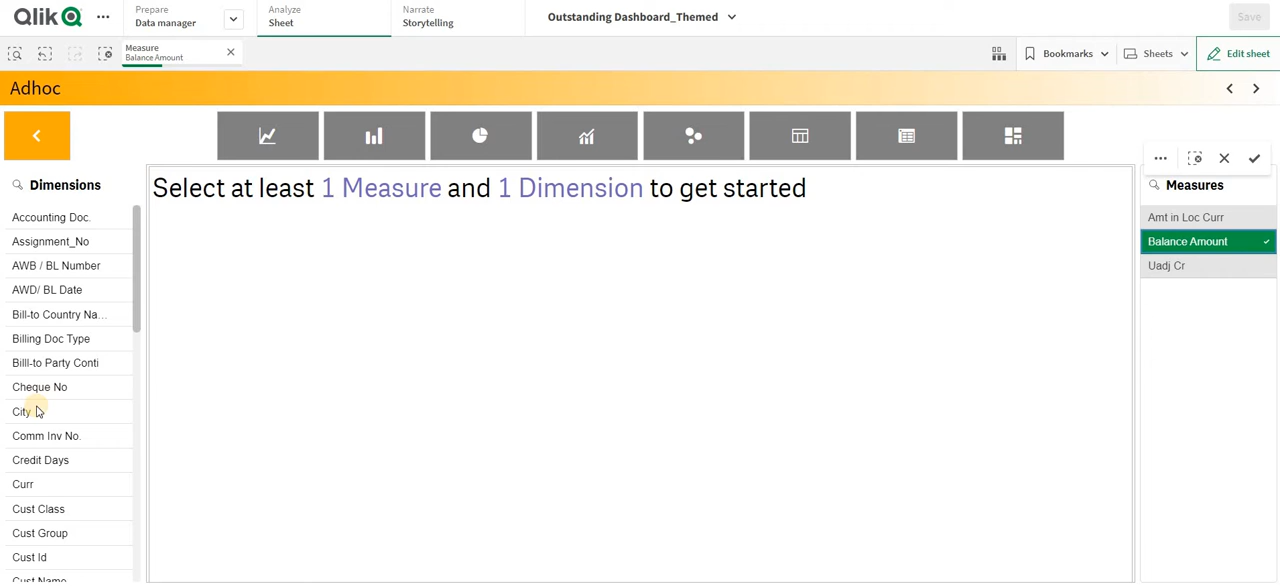 Qlik
Prepare
Data manager
Analyze
Sheet
Narrate
Storytelling
Outstanding Dashboard_Themed
Save
Measure
Balance Amount
Bookmarks
Sheets
Edit sheet
Adhoc
Dimensions
Accounting Doc.
Assignment_No
AWB / BL Number
AWD/ BL Date
Bill-to Country Na...
Billing Doc Type
Billl-to Party Conti
Cheque No
City
Comm Inv No.
Credit Days
Curr
Cust Class
Cust Group
Cust Id
Cust Name
Select at least 1 Measure and 1 Dimension to get started
Measures
Amt in Loc Curr
Balance Amount
Uadj Cr